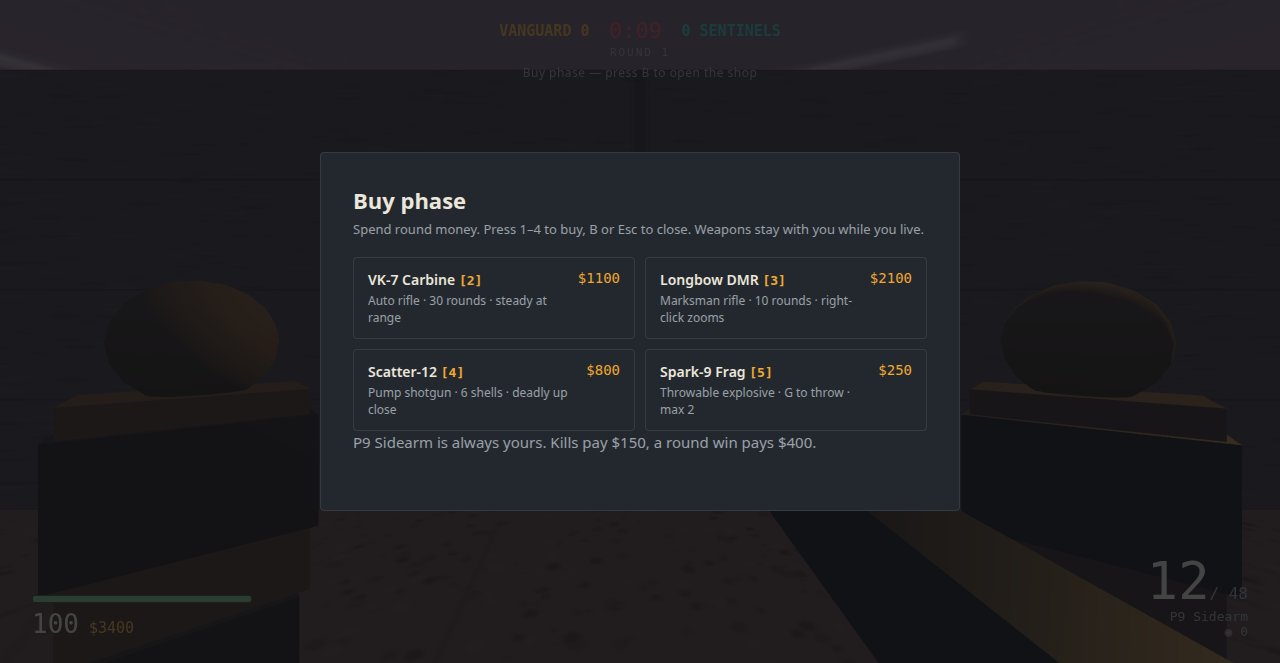 VANGUARD 0 0:09 0 SENTINELS
ROUND 1
Buy phase — press B to open the shop
Buy phase
Spend round money. Press 1–4 to buy, B or Esc to close. Weapons stay with you while you live.
VK-7 Carbine [2] $1100
Auto rifle · 30 rounds · steady at
range
Longbow DMR [3] $2100
Marksman rifle · 10 rounds · right-
click zooms
Scatter-12 [4] $800
Pump shotgun · 6 shells · deadly up
close
Spark-9 Frag [5] $250
Throwable explosive · G to throw ·
max 2
P9 Sidearm is always yours. Kills pay $150, a round win pays $400.
100 $3400
12 / 48
P9 Sidearm
● 0